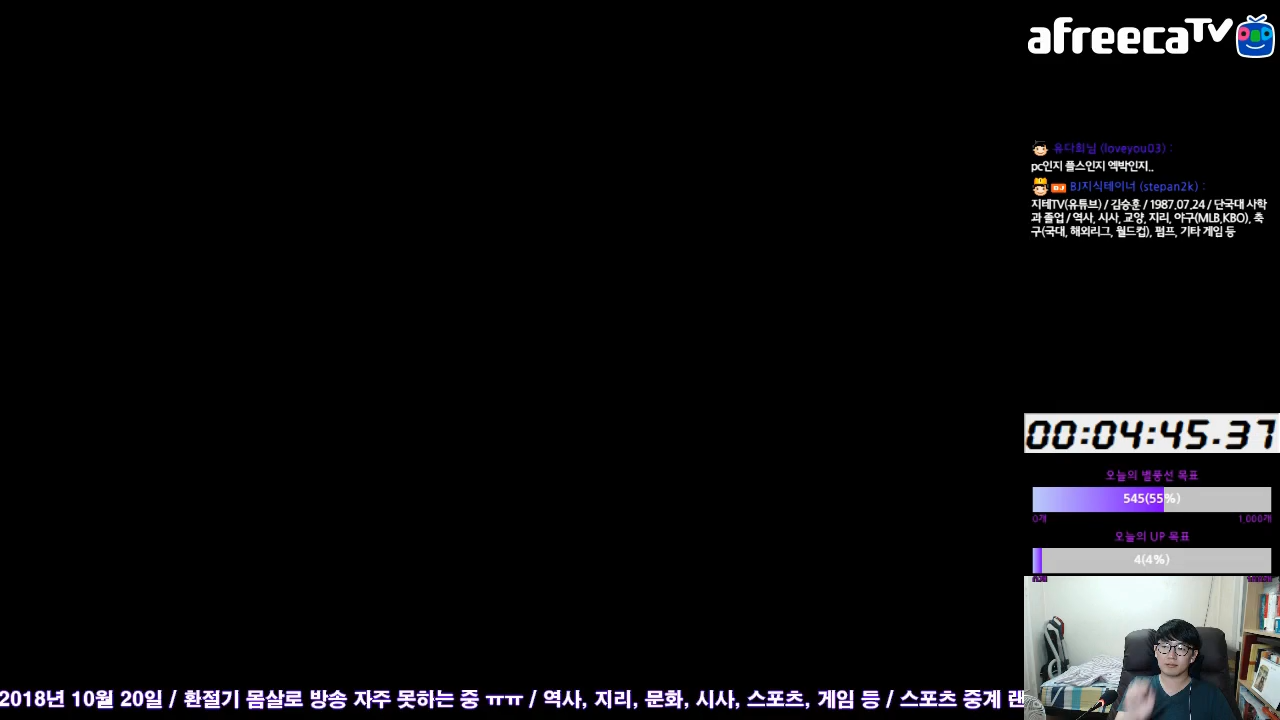 afreecaTV
유다희님 (loveyou03) :
pc인지 플스인지 엑박인지..
BJ BJ지식테이너 (stepan2k) :
지테TV(유튜브) / 김승훈 / 1987.07.24 / 단국대 사학
과 졸업 / 역사, 시사, 교양, 지리, 야구(MLB,KBO), 축
구(국대, 해외리그, 월드컵), 펌프, 기타 게임 등
00:04:45.37
오늘의 별풍선 목표
545(55%)
0개 1,000개
오늘의 UP 목표
4(4%)
2018년 10월 20일 / 환절기 몸살로 방송 자주 못하는 중 ㅠㅠ / 역사, 지리, 문화, 시사, 스포츠, 게임 등 / 스포츠 중계 랜